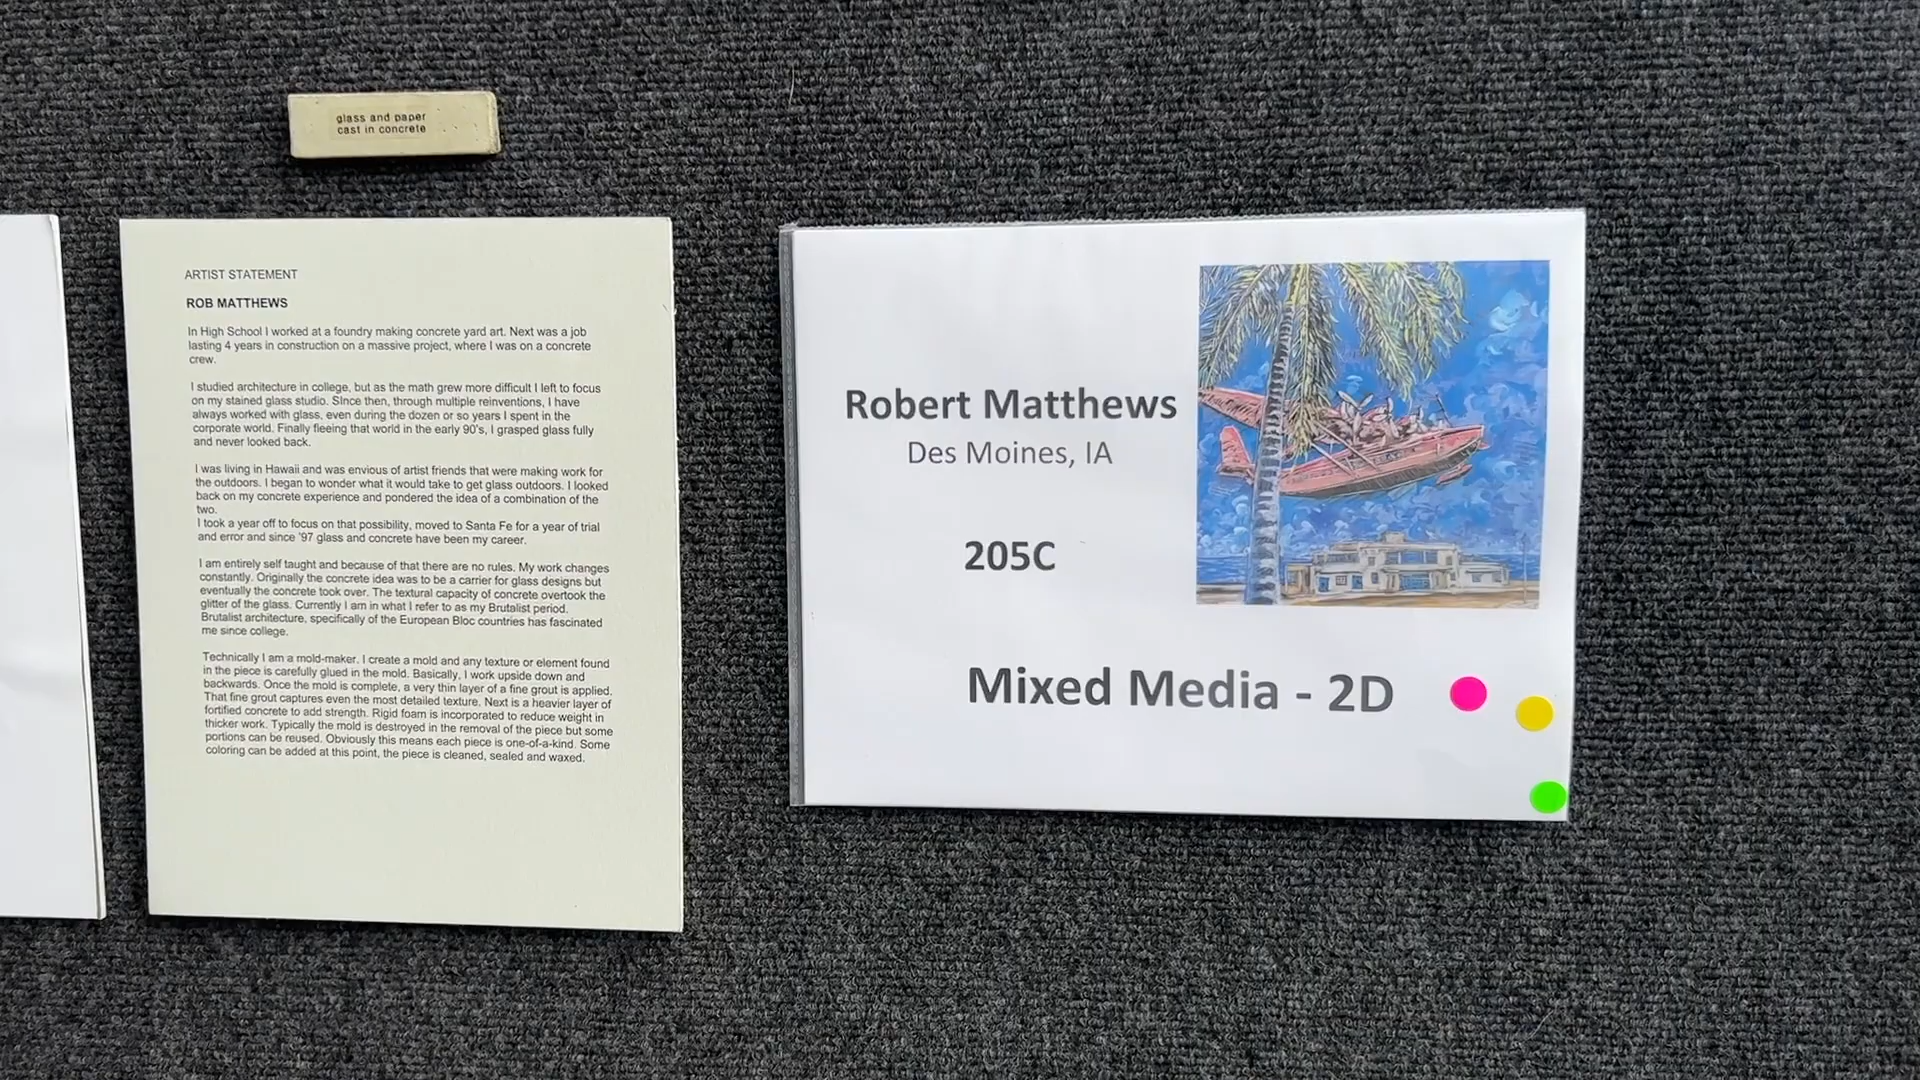 glass and paper
cast in concrete
ARTIST STATEMENT
ROB MATTHEWS
In High School I worked at a foundry making concrete yard art. Next was a job
lasting 4 years in construction on a massive project, where I was on a concrete
crew.
I studied architecture in college, but as the math grew more difficult I left to focus
on my stained glass studio. SInce then, through multiple reinventions, I have
always worked with glass, even during the dozen or so years I spent in the
corporate world. Finally fleeing that world in the early 90's, I grasped glass fully
and never looked back.
I was living in Hawaii and was envious of artist friends that were making work for
the outdoors. I began to wonder what it would take to get glass outdoors. I looked
back on my concrete experience and pondered the idea of a combination of the
two.
I took a year off to focus on that possibility, moved to Santa Fe for a year of trial
and error and since '97 glass and concrete have been my career.
I am entirely self taught and because of that there are no rules. My work changes
constantly. Originally the concrete idea was to be a carrier for glass designs but
eventually the concrete took over. The textural capacity of concrete overtook the
glitter of the glass. Currently I am in what I refer to as my Brutalist period.
Brutalist architecture, specifically of the European Bloc countries has fascinated
me since college.
Technically I am a mold-maker. I create a mold and any texture or element found
in the piece is carefully glued in the mold. Basically, I work upside down and
backwards. Once the mold is complete, a very thin layer of a fine grout is applied.
That fine grout captures even the most detailed texture. Next is a heavier layer of
fortified concrete to add strength. Rigid foam is incorporated to reduce weight in
thicker work. Typically the mold is destroyed in the removal of the piece but some
portions can be reused. Obviously this means each piece is one-of-a-kind. Some
coloring can be added at this point, the piece is cleaned, sealed and waxed.
Robert Matthews
Des Moines, IA
205C
Mixed Media - 2D